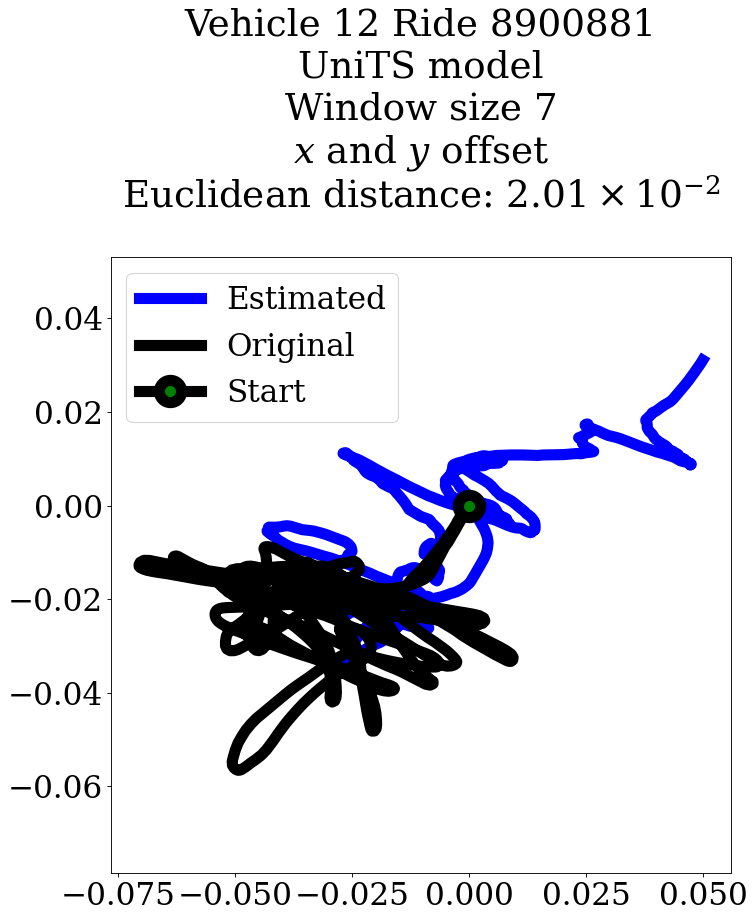 Vehicle 12 Ride 8900881
UniTS model
Window size 7
x and y offset
Euclidean distance: 2.01 × 10⁻²
Estimated
Original
Start
0.04
0.02
0.00
−0.02
−0.04
−0.06
−0.075 −0.050 −0.025 0.000 0.025 0.050